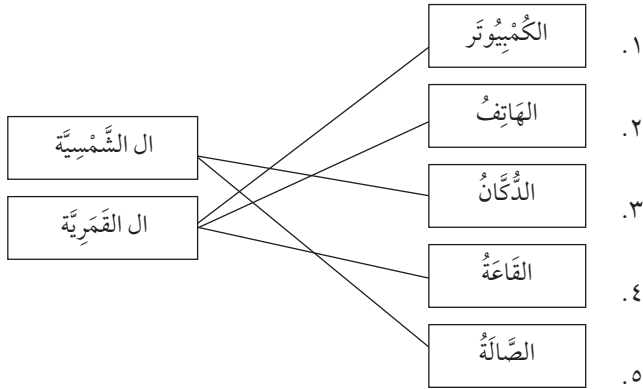 ١. الكُمْبِيُوتَر
٢. الهَاتِفُ
ال الشَّمْسِيَّة
٣. الدُّكَّانُ
ال القَمَرِيَّة
٤. القَاعَةُ
٥. الصَّالَةُ